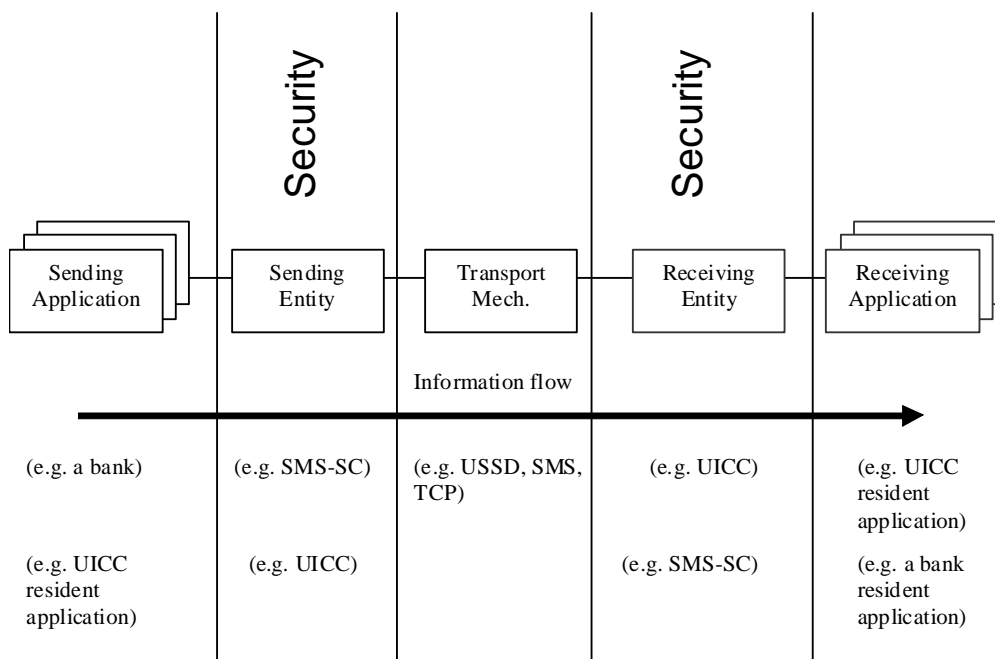 Security
Security
Sending
Application
Sending
Entity
Transport
Mech.
Receiving
Entity
Receiving
Application
Information flow
(e.g. a bank)
(e.g. SMS-SC)
(e.g. USSD, SMS,
TCP)
(e.g. UICC)
(e.g. UICC
resident
application)
(e.g. UICC
resident
application)
(e.g. UICC)
(e.g. SMS-SC)
(e.g. a bank
resident
application)